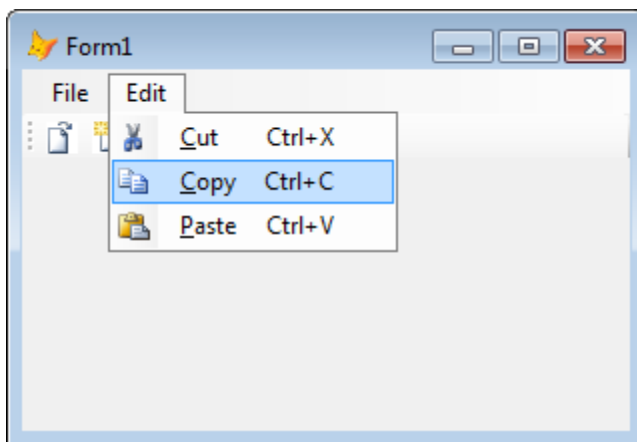 Form1
File Edit
Cut Ctrl+X
Copy Ctrl+C
Paste Ctrl+V